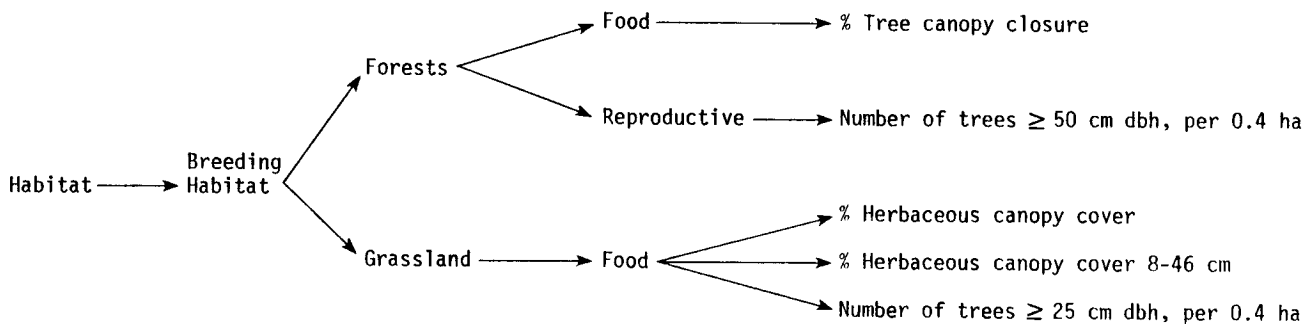 Food
% Tree canopy closure
Forests
Reproductive
Number of trees ≥ 50 cm dbh, per 0.4 ha
Breeding
Habitat
Habitat
% Herbaceous canopy cover
Grassland
Food
% Herbaceous canopy cover 8-46 cm
Number of trees ≥ 25 cm dbh, per 0.4 ha